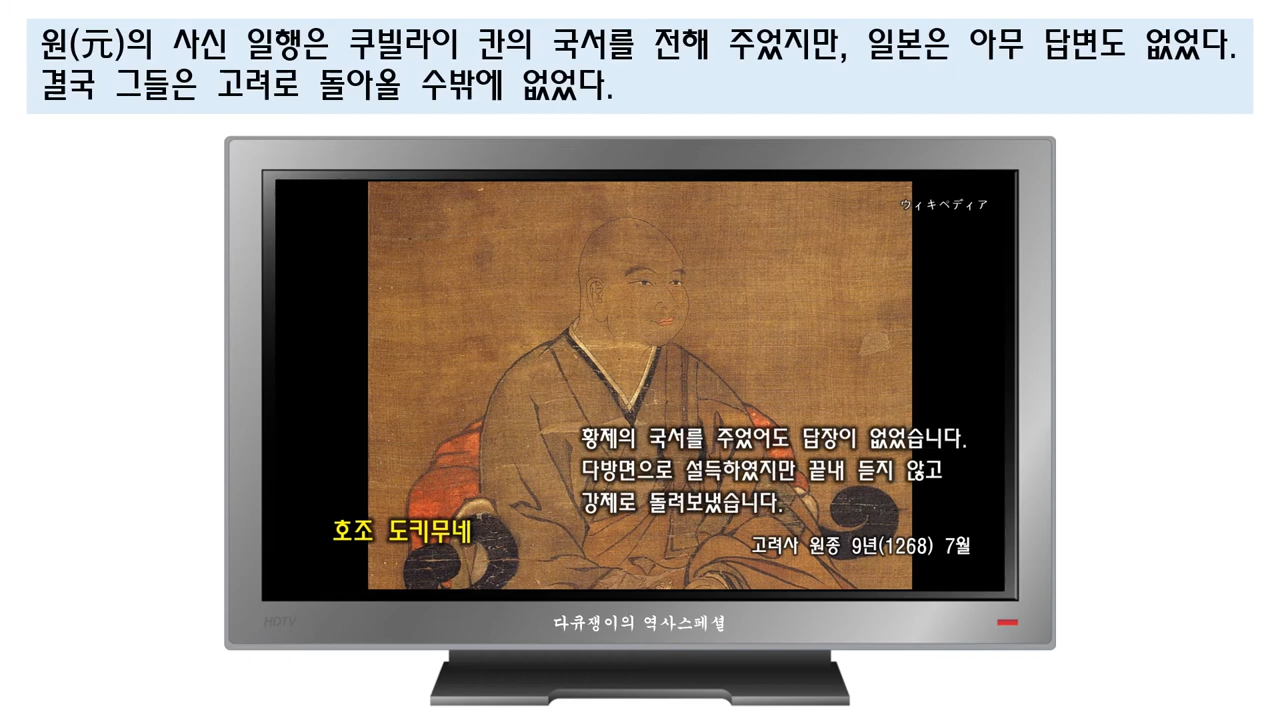 원(元)의 사신 일행은 쿠빌라이 칸의 국서를 전해 주었지만, 일본은 아무 답변도 없었다.
결국 그들은 고려로 돌아올 수밖에 없었다.
ウィキペディア
황제의 국서를 주었어도 답장이 없었습니다.
다방면으로 설득하였지만 끝내 듣지 않고
강제로 돌려보냈습니다.
호조 도키무네
고려사 원종 9년(1268) 7월
HDTV
다큐쟁이의 역사스페셜